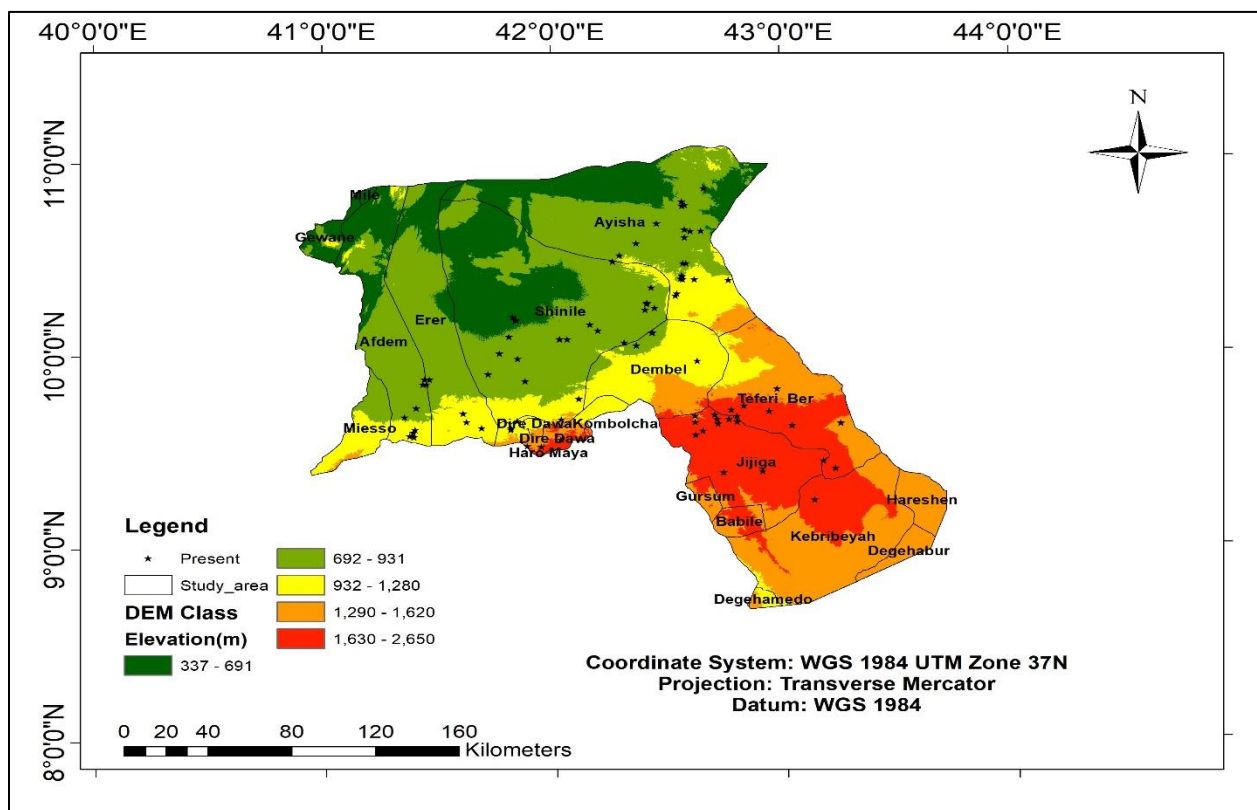 40°0'0"E 41°0'0"E 42°0'0"E 43°0'0"E 44°0'0"E
N
11°0'0"N
Mile
Ayisha
Gewane
Shinile
Erer
Afdem
10°0'0"N
Dembel
Teferi Ber
Miesso
Dire Dawa Kombolcha
Dire Dawa
Haro Maya
Jijiga
Gursum
Hareshen
Babile
Kebribeyah
Degehabur
9°0'0"N
Degehamedo
Legend
Present
Study_area
DEM Class
Elevation(m)
337 - 691
692 - 931
932 - 1,280
1,290 - 1,620
1,630 - 2,650
Coordinate System: WGS 1984 UTM Zone 37N
Projection: Transverse Mercator
Datum: WGS 1984
0 20 40 80 120 160
Kilometers
8°0'0"N